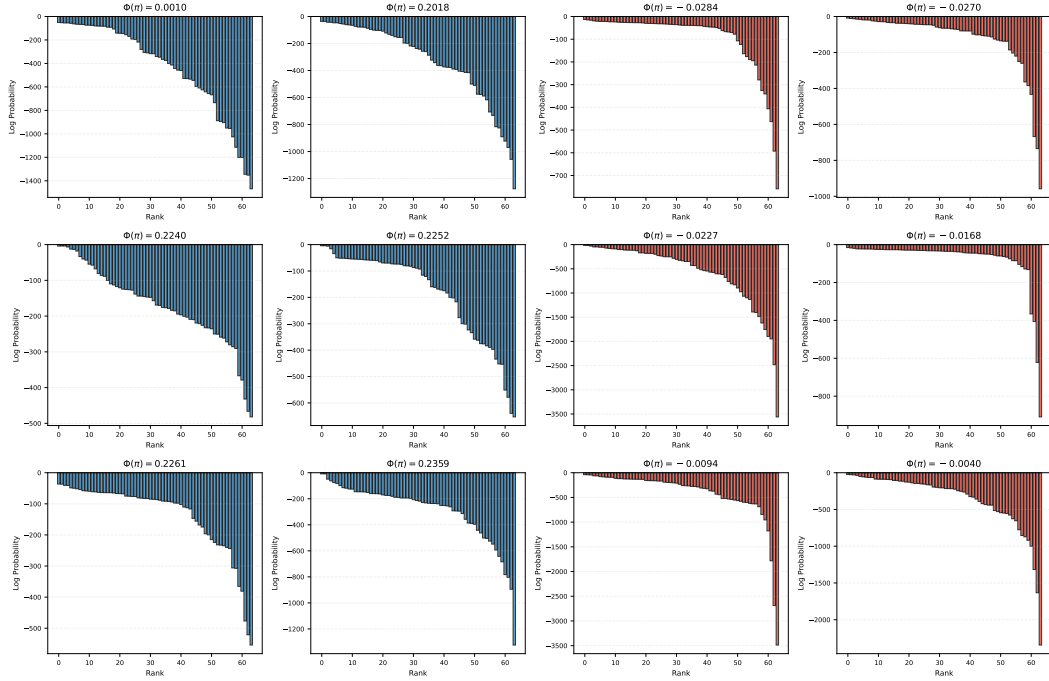 Φ(π) = 0.0010
0
−200
−400
−600
−800
−1000
−1200
−1400
Log Probability
0 10 20 30 40 50 60
Rank
Φ(π) = 0.2018
0
−200
−400
−600
−800
−1000
−1200
Log Probability
0 10 20 30 40 50 60
Rank
Φ(π) = − 0.0284
0
−100
−200
−300
−400
−500
−600
−700
Log Probability
0 10 20 30 40 50 60
Rank
Φ(π) = − 0.0270
0
−200
−400
−600
−800
−1000
Log Probability
0 10 20 30 40 50 60
Rank
Φ(π) = 0.2240
0
−100
−200
−300
−400
−500
Log Probability
0 10 20 30 40 50 60
Rank
Φ(π) = 0.2252
0
−100
−200
−300
−400
−500
−600
Log Probability
0 10 20 30 40 50 60
Rank
Φ(π) = − 0.0227
0
−500
−1000
−1500
−2000
−2500
−3000
−3500
Log Probability
0 10 20 30 40 50 60
Rank
Φ(π) = − 0.0168
0
−200
−400
−600
−800
Log Probability
0 10 20 30 40 50 60
Rank
Φ(π) = 0.2261
0
−100
−200
−300
−400
−500
Log Probability
0 10 20 30 40 50 60
Rank
Φ(π) = 0.2359
0
−200
−400
−600
−800
−1000
−1200
Log Probability
0 10 20 30 40 50 60
Rank
Φ(π) = − 0.0094
0
−500
−1000
−1500
−2000
−2500
−3000
−3500
Log Probability
0 10 20 30 40 50 60
Rank
Φ(π) = − 0.0040
0
−500
−1000
−1500
−2000
Log Probability
0 10 20 30 40 50 60
Rank